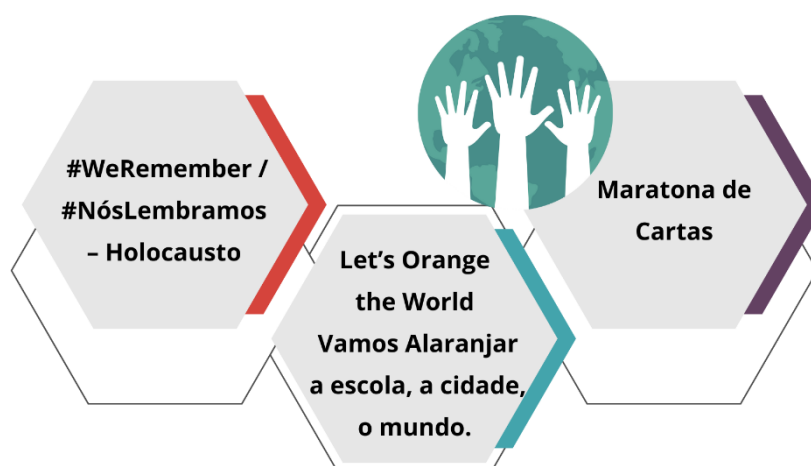 #WeRemember /
#NósLembramos
– Holocausto
Let’s Orange
the World
Vamos Alaranjar
a escola, a cidade,
o mundo.
Maratona de
Cartas